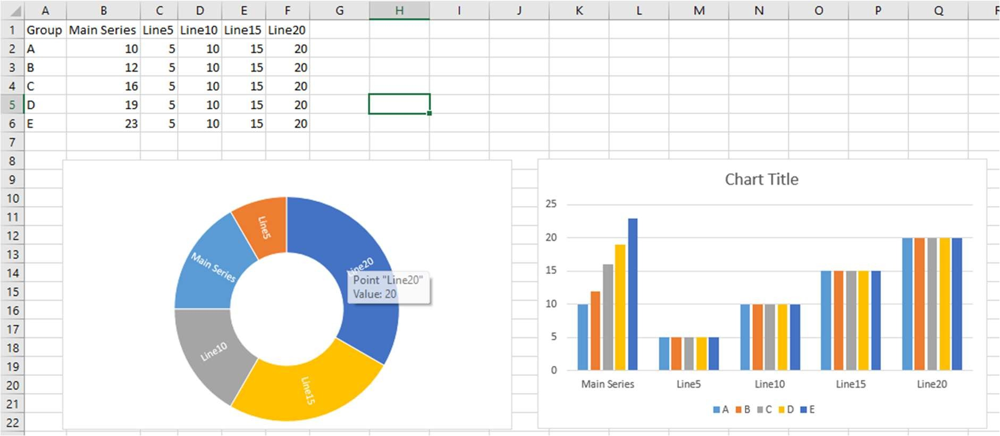 A B C D E F G H I J K L M N O P Q
1 Group Main Series Line5 Line10 Line15 Line20
2 A 10 5 10 15 20
3 B 12 5 10 15 20
4 C 16 5 10 15 20
5 D 19 5 10 15 20
6 E 23 5 10 15 20
7
8
9
10
11
12
13
14
15
16
17
18
19
20
21
22
Line5
Line20
Main Series
Point "Line20"
Value: 20
Line10
Line15
Chart Title
25
20
15
10
5
0
Main Series Line5 Line10 Line15 Line20
A B C D E